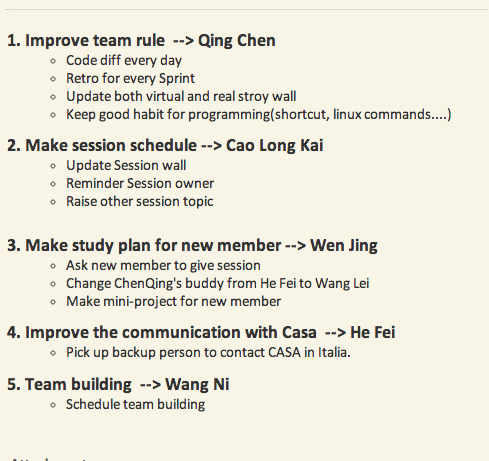 1. Improve team rule --> Qing Chen
Code diff every day
Retro for every Sprint
Update both virtual and real stroy wall
Keep good habit for programming(shortcut, linux commands....)
2. Make session schedule --> Cao Long Kai
Update Session wall
Reminder Session owner
Raise other session topic
3. Make study plan for new member --> Wen Jing
Ask new member to give session
Change ChenQing's buddy from He Fei to Wang Lei
Make mini-project for new member
4. Improve the communication with Casa --> He Fei
Pick up backup person to contact CASA in Italia.
5. Team building --> Wang Ni
Schedule team building